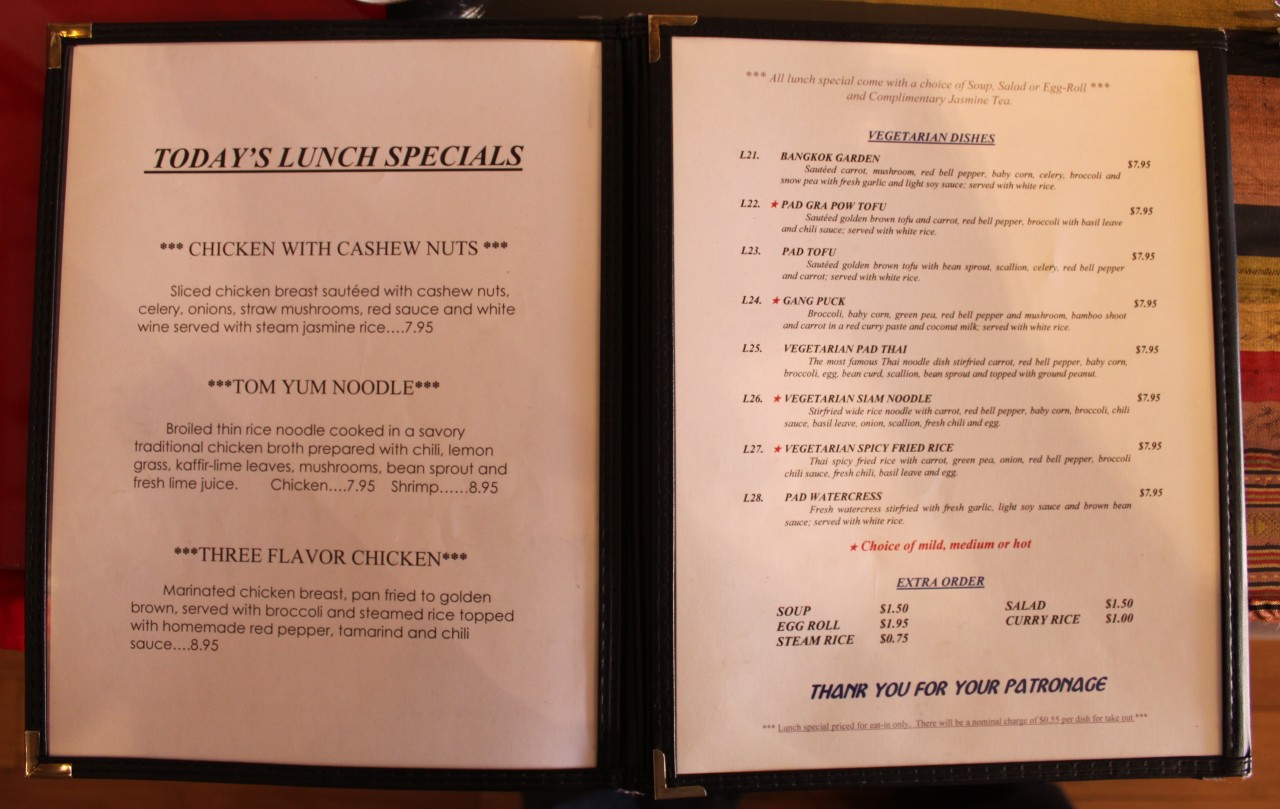 TODAY'S LUNCH SPECIALS
*** CHICKEN WITH CASHEW NUTS ***
Sliced chicken breast sautéed with cashew nuts,
celery, onions, straw mushrooms, red sauce and white
wine served with steam jasmine rice....7.95
***TOM YUM NOODLE***
Broiled thin rice noodle cooked in a savory
traditional chicken broth prepared with chili, lemon
grass, kaffir-lime leaves, mushrooms, bean sprout and
fresh lime juice. Chicken....7.95 Shrimp......8.95
***THREE FLAVOR CHICKEN***
Marinated chicken breast, pan fried to golden
brown, served with broccoli and steamed rice topped
with homemade red pepper, tamarind and chili
sauce....8.95
*** All lunch special come with a choice of Soup, Salad or Egg-Roll ***
and Complimentary Jasmine Tea.
VEGETARIAN DISHES
L21. BANGKOK GARDEN $7.95
Sautéed carrot, mushroom, red bell pepper, baby corn, celery, broccoli and
snow pea with fresh garlic and light soy sauce; served with white rice.
L22. ★ PAD GRA POW TOFU $7.95
Sautéed golden brown tofu and carrot, red bell pepper, broccoli with basil leave
and chili sauce; served with white rice.
L23. PAD TOFU $7.95
Sautéed golden brown tofu with bean sprout, scallion, celery, red bell pepper
and carrot; served with white rice.
L24. ★ GANG PUCK $7.95
Broccoli, baby corn, green pea, red bell pepper and mushroom, bamboo shoot
and carrot in a red curry paste and coconut milk; served with white rice.
L25. VEGETARIAN PAD THAI $7.95
The most famous Thai noodle dish stirfried carrot, red bell pepper, baby corn,
broccoli, egg, bean curd, scallion, bean sprout and topped with ground peanut.
L26. ★ VEGETARIAN SIAM NOODLE $7.95
Stirfried wide rice noodle with carrot, red bell pepper, baby corn, broccoli, chili
sauce, basil leave, onion, scallion, fresh chili and egg.
L27. ★ VEGETARIAN SPICY FRIED RICE $7.95
Thai spicy fried rice with carrot, green pea, onion, red bell pepper, broccoli
chili sauce, fresh chili, basil leave and egg.
L28. PAD WATERCRESS $7.95
Fresh watercress stirfried with fresh garlic, light soy sauce and brown bean
sauce; served with white rice.
★ Choice of mild, medium or hot
EXTRA ORDER
SOUP $1.50 SALAD $1.50
EGG ROLL $1.95 CURRY RICE $1.00
STEAM RICE $0.75
THANK YOU FOR YOUR PATRONAGE
*** Lunch special priced for eat-in only. There will be a nominal charge of $0.55 per dish for take out ***